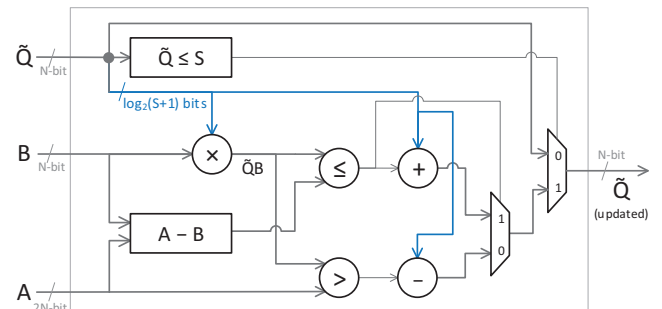 Q̃
N-bit
Q̃ ≤ S
log₂(S+1) bits
B
N-bit
×
Q̃B
≤
+
0
1
N-bit
Q̃
(updated)
A − B
1
0
>
−
A
2N-bit